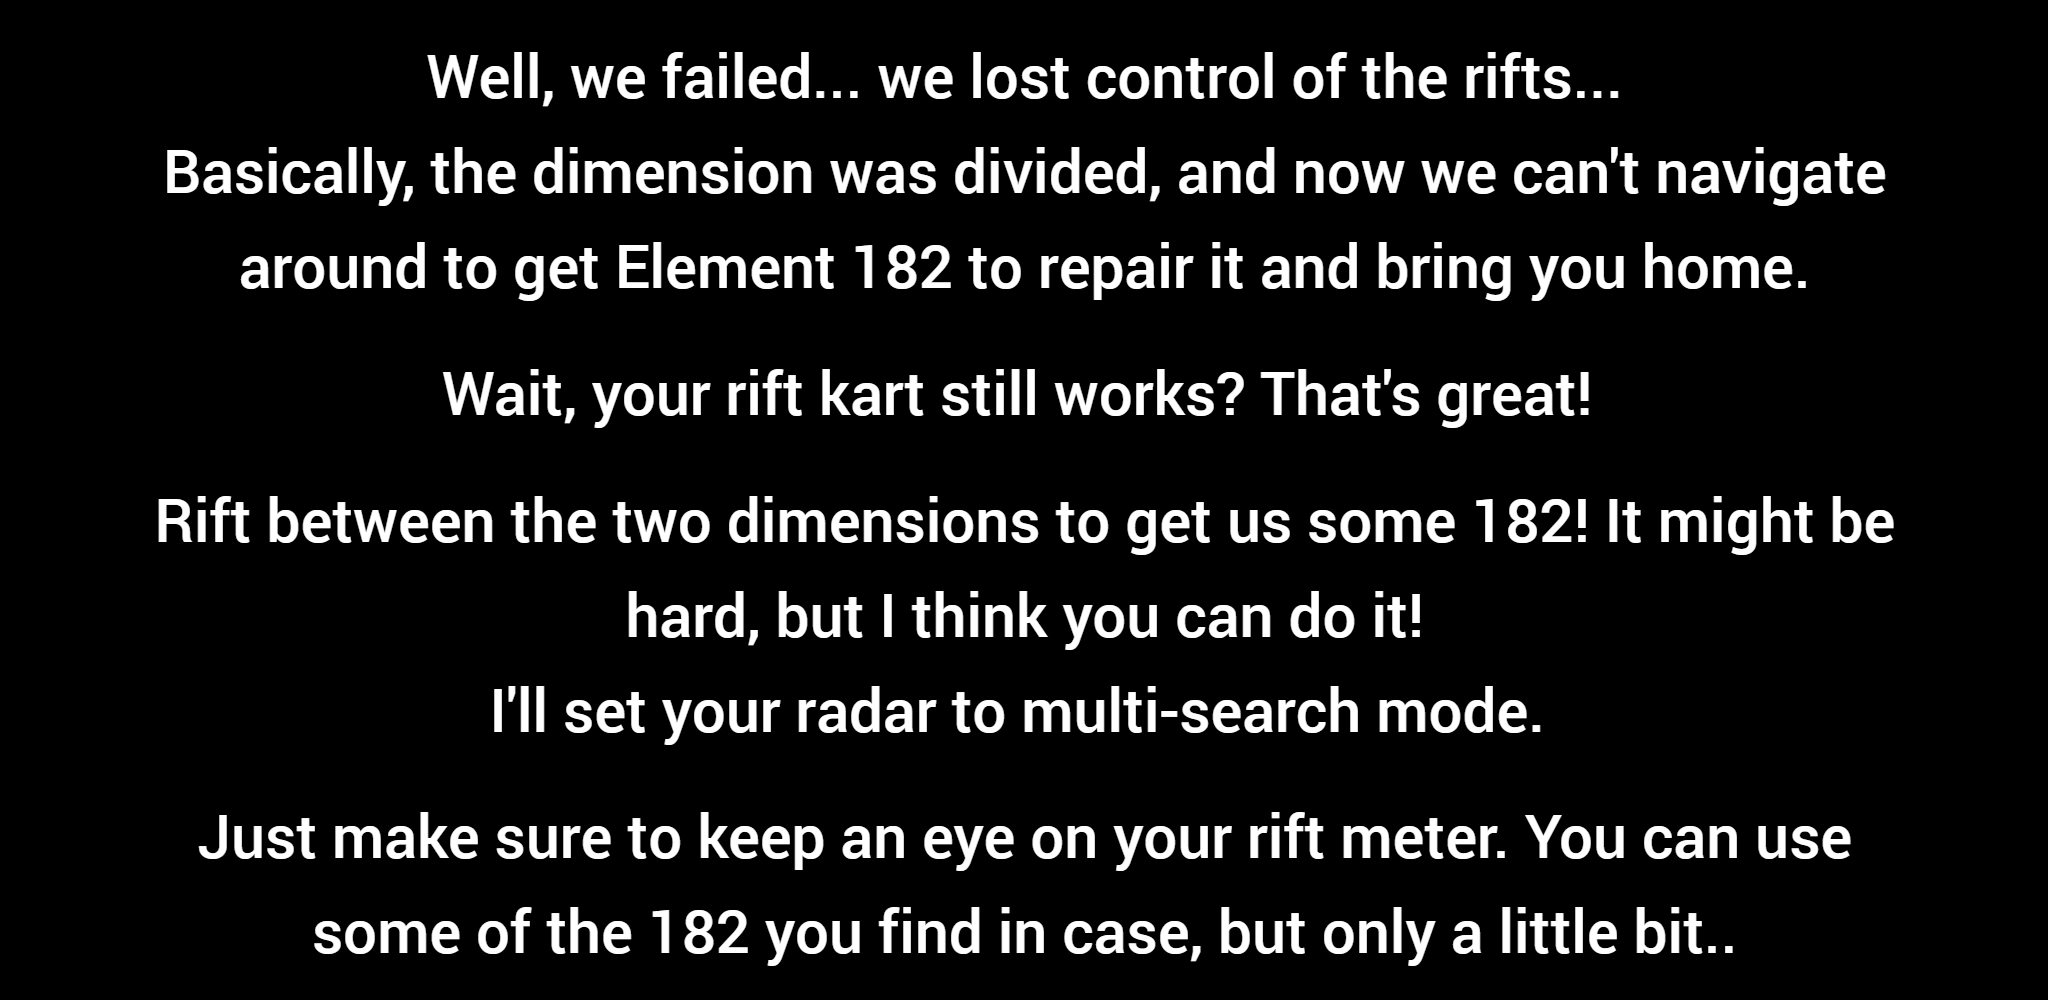 Well, we failed... we lost control of the rifts...
Basically, the dimension was divided, and now we can't navigate
around to get Element 182 to repair it and bring you home.
Wait, your rift kart still works? That's great!
Rift between the two dimensions to get us some 182! It might be
hard, but I think you can do it!
I'll set your radar to multi-search mode.
Just make sure to keep an eye on your rift meter. You can use
some of the 182 you find in case, but only a little bit..